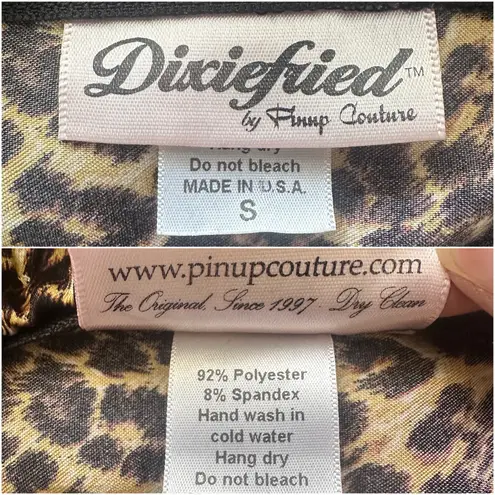 Dixiefried™
by Pinup Couture
Hang dry
Do not bleach
MADE IN U.S.A.
S
www.pinupcouture.com
The Original, Since 1997 - Dry Clean
92% Polyester
8% Spandex
Hand wash in
cold water
Hang dry
Do not bleach